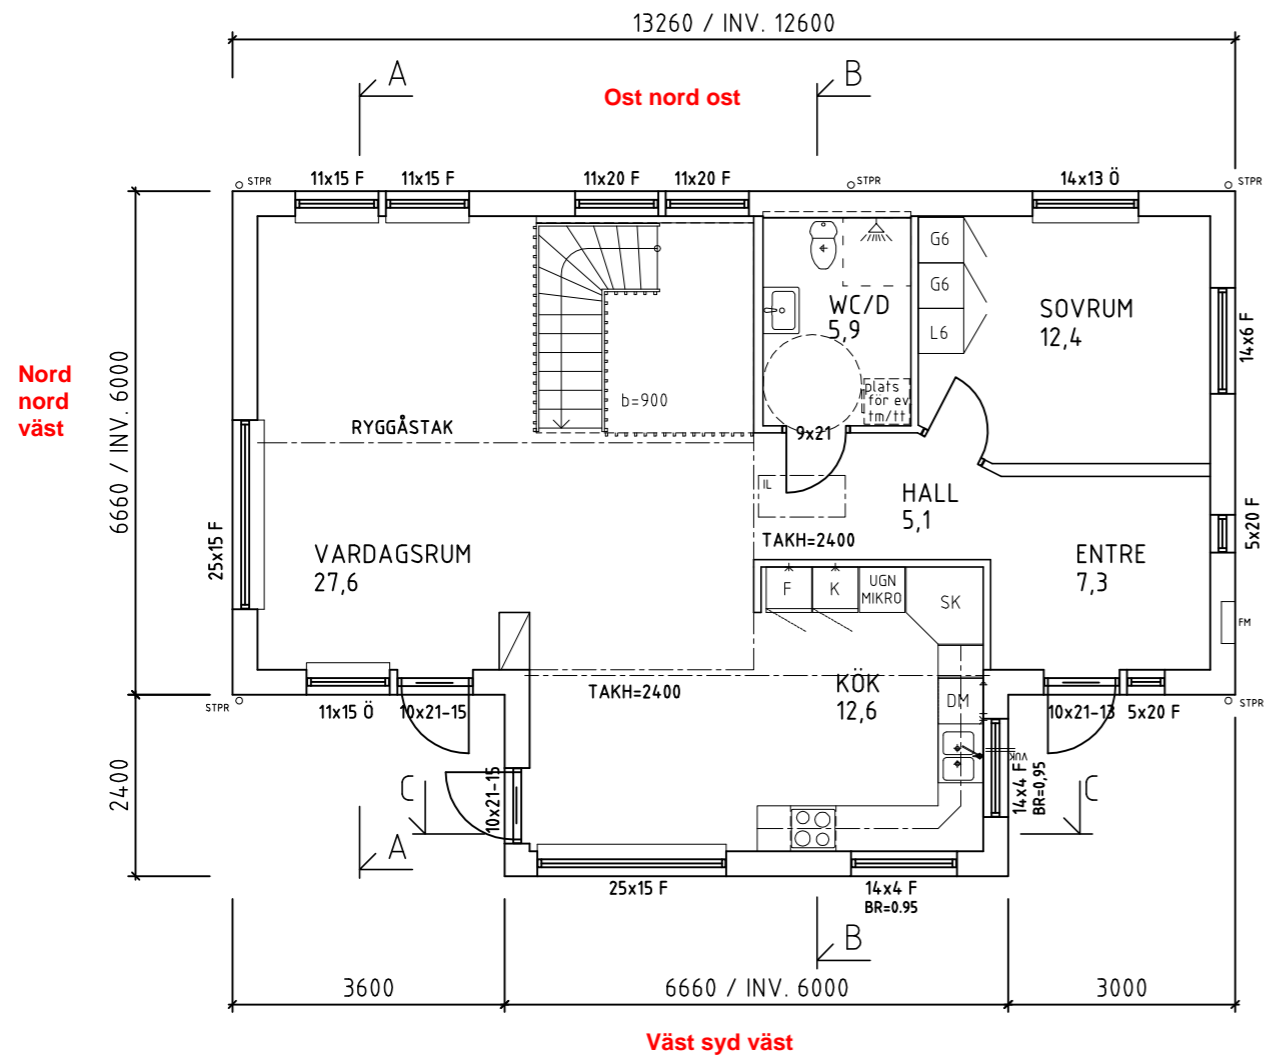 13260 / INV. 12600
A
B
Ost nord ost
STPR
11x15 F
11x15 F
11x20 F
11x20 F
STPR
14x13 Ö
STPR
G6
G6
L6
WC/D
5,9
SOVRUM
12,4
14x6 F
Nord
nord
väst
6660 / INV. 6000
b=900
plats
för ev
tm/tt
RYGGÅSTAK
9x21
IL
HALL
5,1
TAKH=2400
5x20 F
25x15 F
VARDAGSRUM
27,6
ENTRE
7,3
F
K
UGN
MIKRO
SK
FM
KÖK
12,6
TAKH=2400
DM
STPR
11x15 Ö
10x21-15
10x21-13
5x20 F
STPR
VUK
2400
C
10x21-15
14x4 F
BR=0,95
C
A
25x15 F
14x4 F
BR=0.95
B
3600
6660 / INV. 6000
3000
Väst syd väst